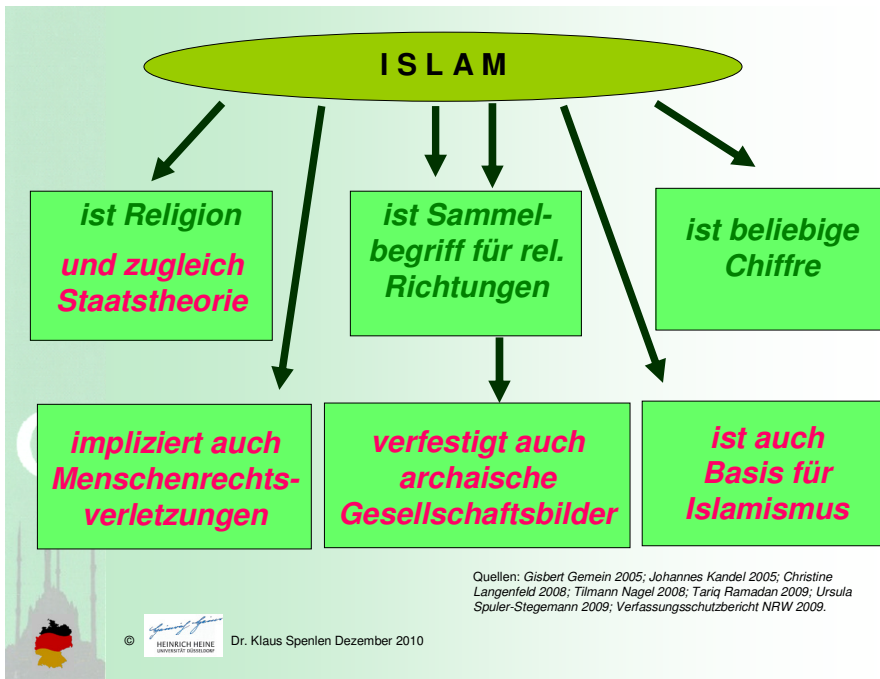 I S L A M
ist Religion
und zugleich
Staatstheorie
ist Sammel-
begriff für rel.
Richtungen
ist beliebige
Chiffre
impliziert auch
Menschenrechts-
verletzungen
verfestigt auch
archaische
Gesellschaftsbilder
ist auch
Basis für
Islamismus
Quellen: Gisbert Gemein 2005; Johannes Kandel 2005; Christine
Langenfeld 2008; Tilmann Nagel 2008; Tariq Ramadan 2009; Ursula
Spuler-Stegemann 2009; Verfassungsschutzbericht NRW 2009.
©
Heinrich Heine
HEINRICH HEINE
UNIVERSITÄT DÜSSELDORF
Dr. Klaus Spenlen Dezember 2010